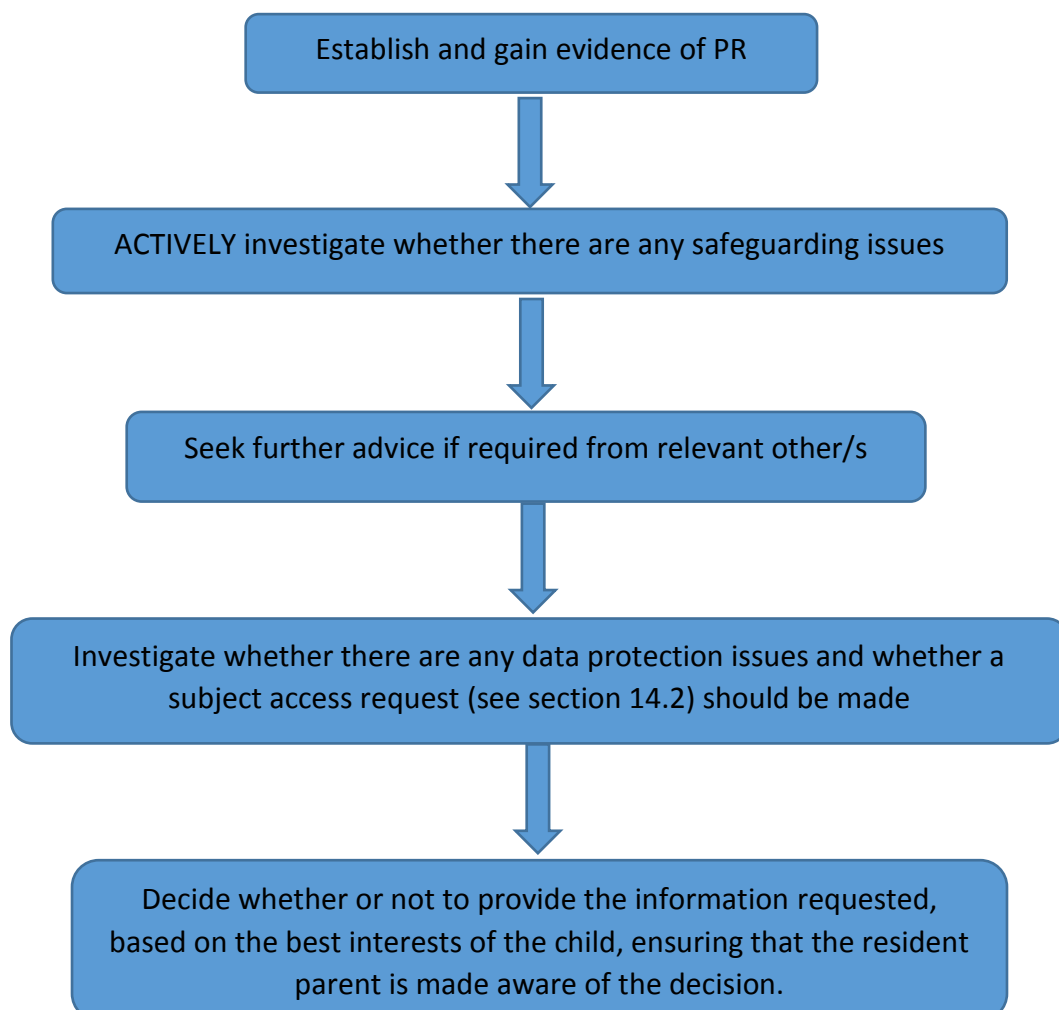 Establish and gain evidence of PR
ACTIVELY investigate whether there are any safeguarding issues
Seek further advice if required from relevant other/s
Investigate whether there are any data protection issues and whether a
subject access request (see section 14.2) should be made
Decide whether or not to provide the information requested,
based on the best interests of the child, ensuring that the resident
parent is made aware of the decision.